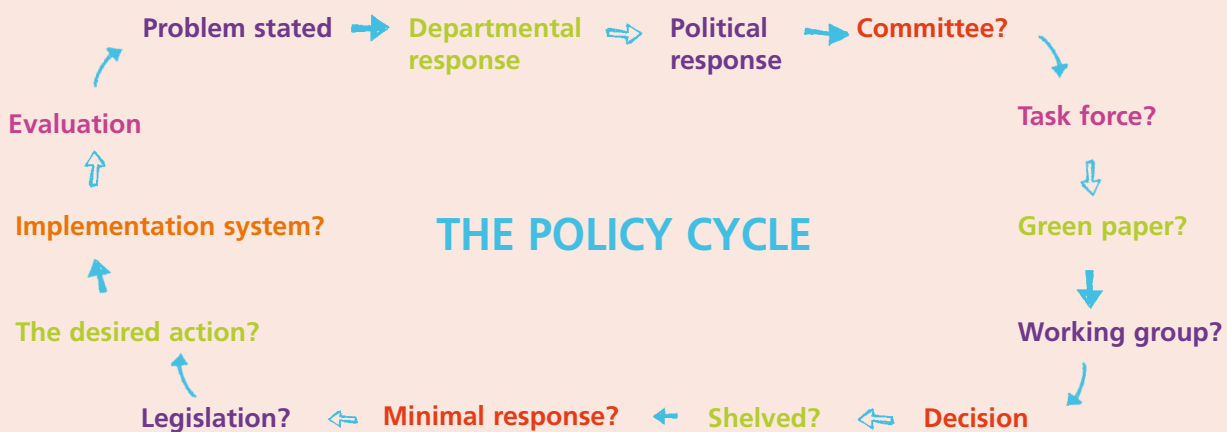 Problem stated
Departmental
response
Political
response
Committee?
Task force?
Green paper?
Working group?
Decision
Shelved?
Minimal response?
Legislation?
The desired action?
Implementation system?
Evaluation
THE POLICY CYCLE